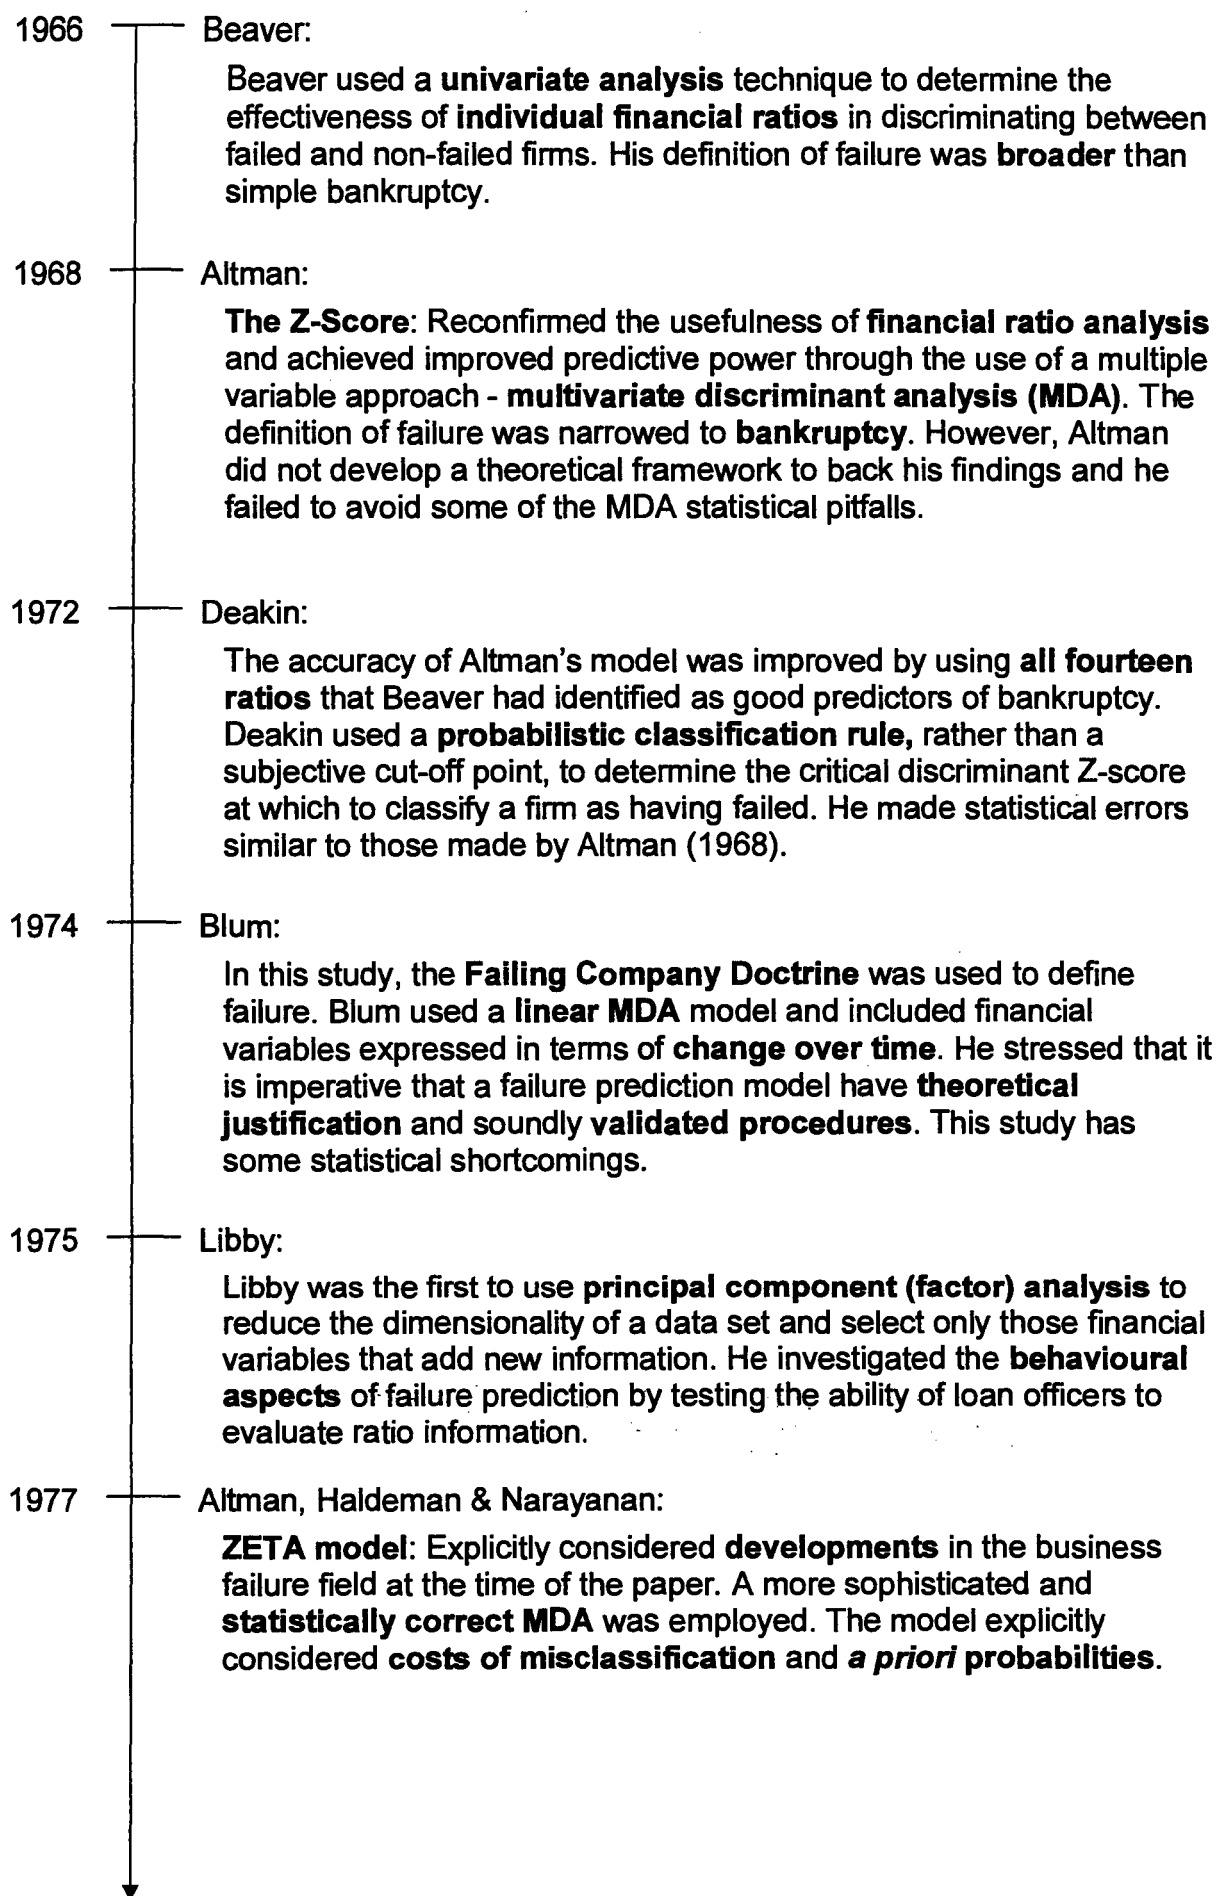 1966 Beaver:
Beaver used a univariate analysis technique to determine the
effectiveness of individual financial ratios in discriminating between
failed and non-failed firms. His definition of failure was broader than
simple bankruptcy.
1968 Altman:
The Z-Score: Reconfirmed the usefulness of financial ratio analysis
and achieved improved predictive power through the use of a multiple
variable approach - multivariate discriminant analysis (MDA). The
definition of failure was narrowed to bankruptcy. However, Altman
did not develop a theoretical framework to back his findings and he
failed to avoid some of the MDA statistical pitfalls.
1972 Deakin:
The accuracy of Altman's model was improved by using all fourteen
ratios that Beaver had identified as good predictors of bankruptcy.
Deakin used a probabilistic classification rule, rather than a
subjective cut-off point, to determine the critical discriminant Z-score
at which to classify a firm as having failed. He made statistical errors
similar to those made by Altman (1968).
1974 Blum:
In this study, the Failing Company Doctrine was used to define
failure. Blum used a linear MDA model and included financial
variables expressed in terms of change over time. He stressed that it
is imperative that a failure prediction model have theoretical
justification and soundly validated procedures. This study has
some statistical shortcomings.
1975 Libby:
Libby was the first to use principal component (factor) analysis to
reduce the dimensionality of a data set and select only those financial
variables that add new information. He investigated the behavioural
aspects of failure prediction by testing the ability of loan officers to
evaluate ratio information.
1977 Altman, Haldeman & Narayanan:
ZETA model: Explicitly considered developments in the business
failure field at the time of the paper. A more sophisticated and
statistically correct MDA was employed. The model explicitly
considered costs of misclassification and a priori probabilities.